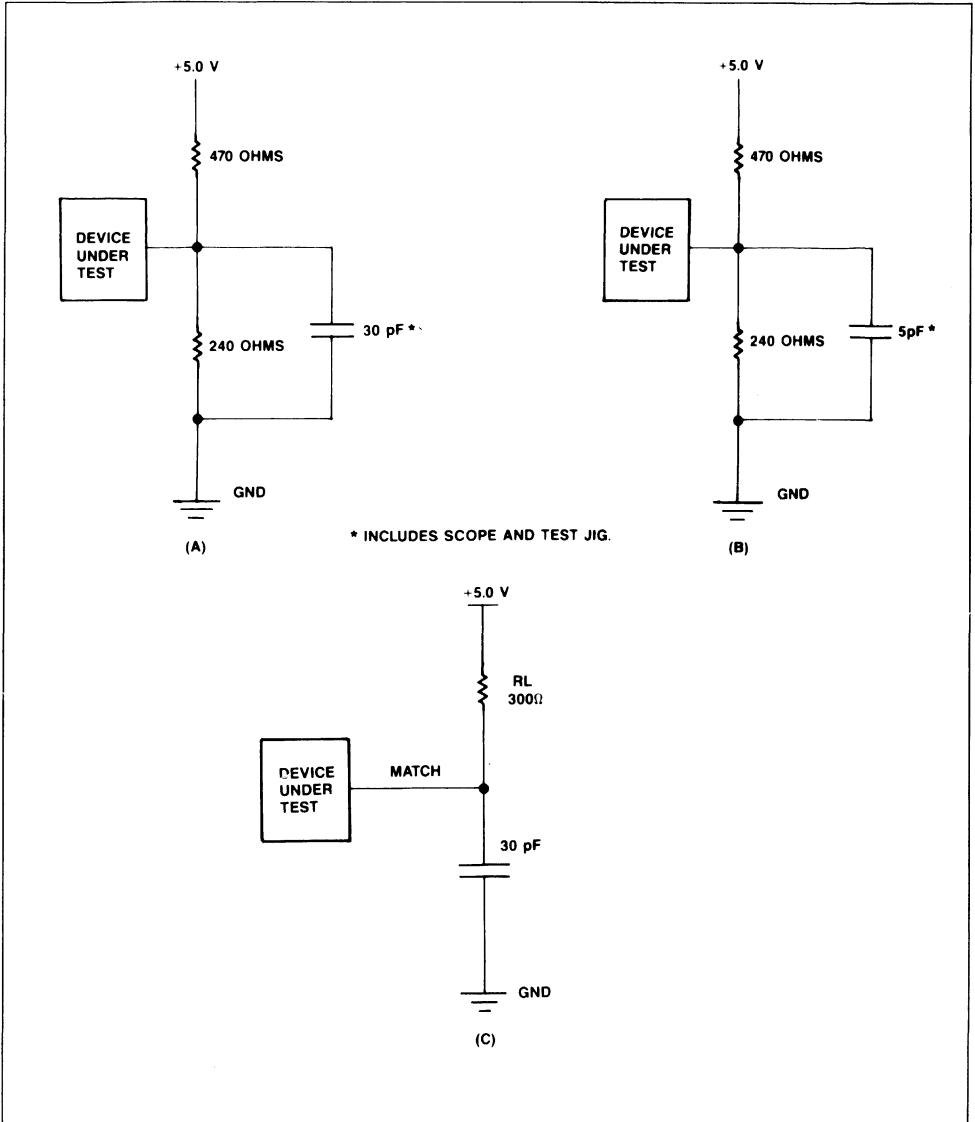 +5.0 V
470 OHMS
DEVICE
UNDER
TEST
240 OHMS
30 pF *
GND
(A)
+5.0 V
470 OHMS
DEVICE
UNDER
TEST
240 OHMS
5pF *
GND
(B)
* INCLUDES SCOPE AND TEST JIG.
+5.0 V
RL
300Ω
DEVICE
UNDER
TEST
MATCH
30 pF
GND
(C)